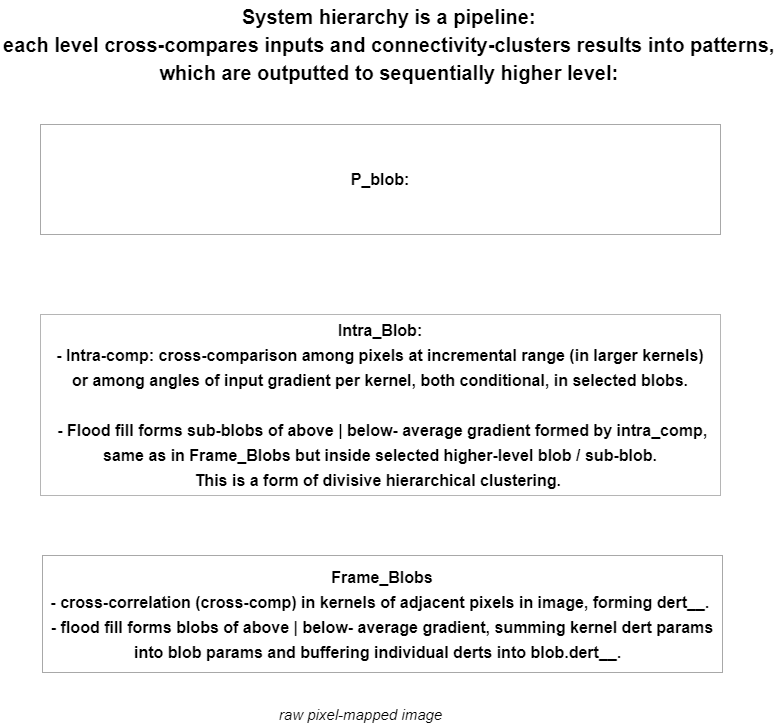 System hierarchy is a pipeline:
each level cross-compares inputs and connectivity-clusters results into patterns,
which are outputted to sequentially higher level:
P_blob:
Intra_Blob:
- Intra-comp: cross-comparison among pixels at incremental range (in larger kernels)
or among angles of input gradient per kernel, both conditional, in selected blobs.
- Flood fill forms sub-blobs of above | below- average gradient formed by intra_comp,
same as in Frame_Blobs but inside selected higher-level blob / sub-blob.
This is a form of divisive hierarchical clustering.
Frame_Blobs
- cross-correlation (cross-comp) in kernels of adjacent pixels in image, forming dert__.
- flood fill forms blobs of above | below- average gradient, summing kernel dert params
into blob params and buffering individual derts into blob.dert__.
raw pixel-mapped image